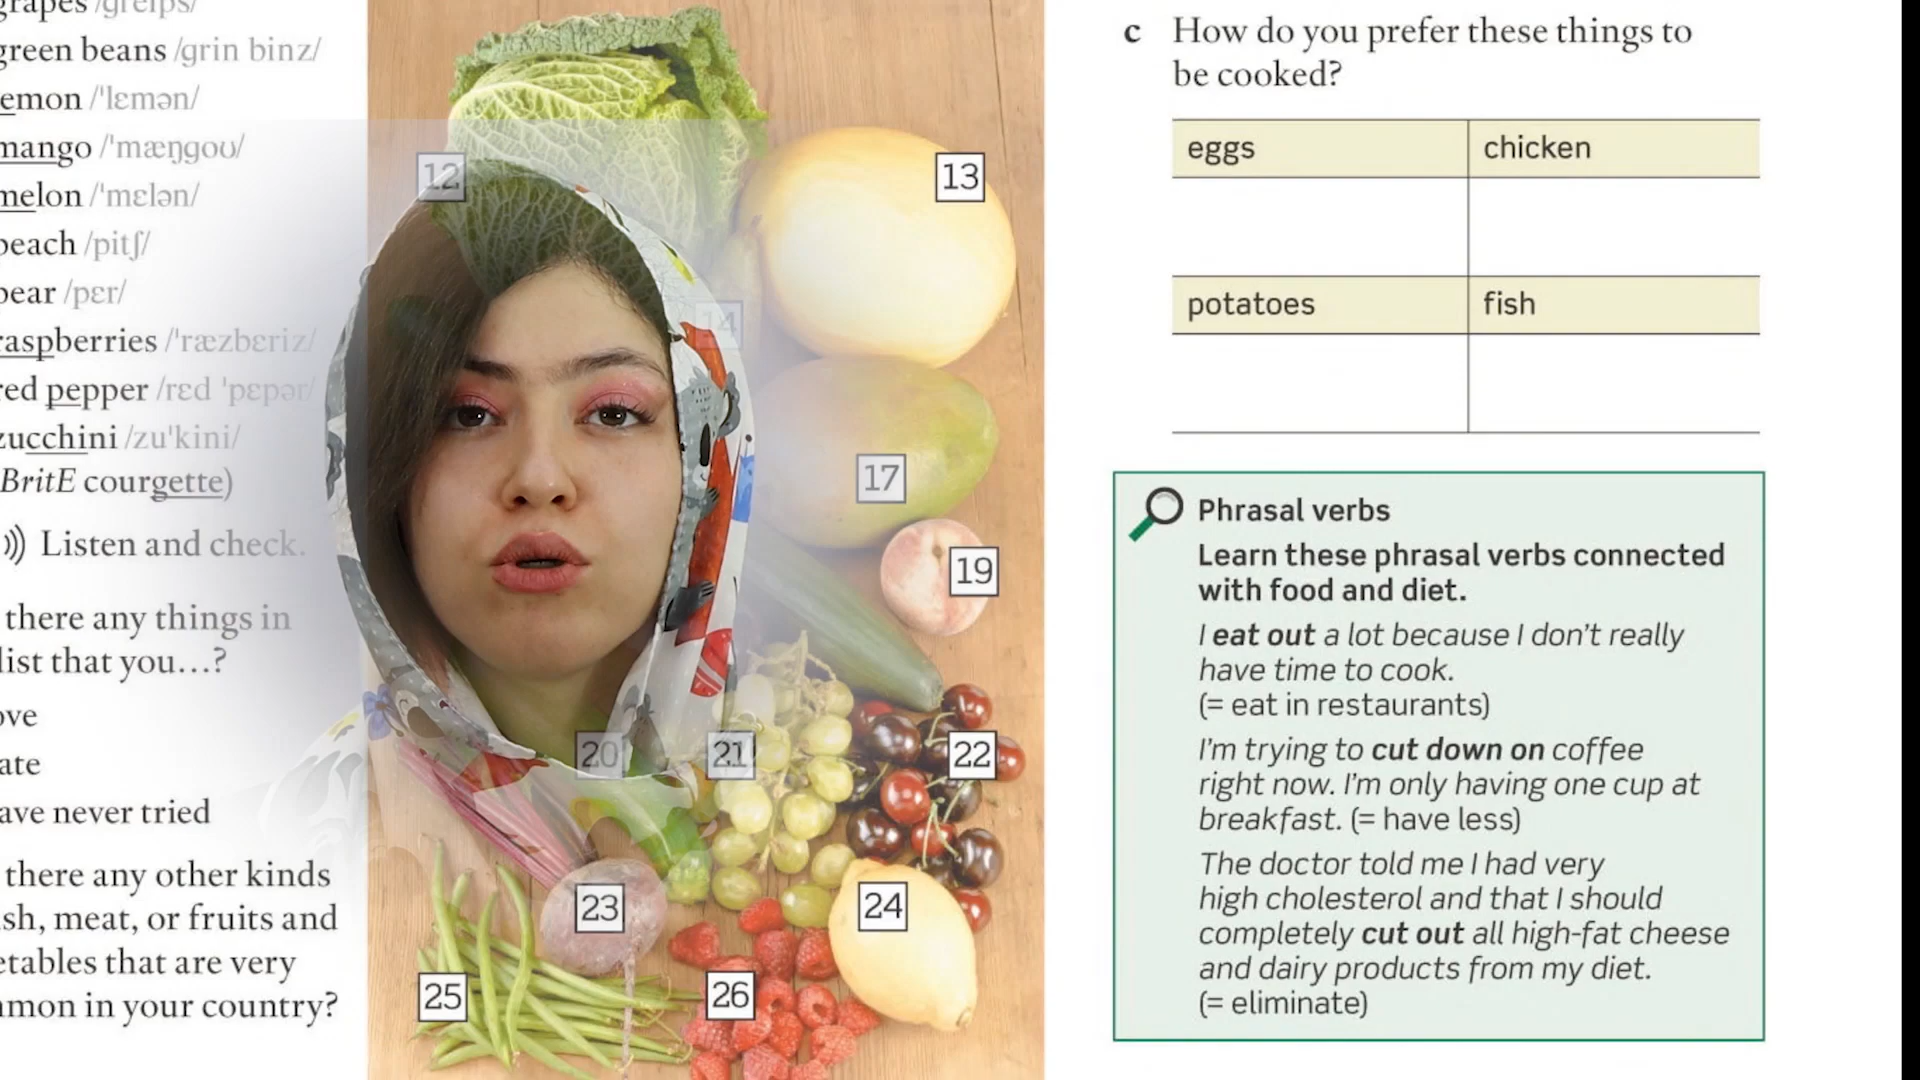 /greɪps/
green beans /grin binz/
emon /ˈlɛmən/
mango /ˈmæŋgoʊ/
melon /ˈmɛlən/
peach /pitʃ/
pear /pɛr/
raspberries /ˈræzbɛriz/
red pepper /rɛd ˈpɛpər/
zucchini /zuˈkini/
BritE courgette)
Listen and check.
there any things in
list that you...?
ove
ate
ave never tried
there any other kinds
ish, meat, or fruits and
etables that are very
mmon in your country?
12
13
14
17
19
20
21
22
23
24
25
26
c How do you prefer these things to
be cooked?
eggs chicken
potatoes fish
Phrasal verbs
Learn these phrasal verbs connected
with food and diet.
I eat out a lot because I don't really
have time to cook.
(= eat in restaurants)
I'm trying to cut down on coffee
right now. I'm only having one cup at
breakfast. (= have less)
The doctor told me I had very
high cholesterol and that I should
completely cut out all high-fat cheese
and dairy products from my diet.
(= eliminate)